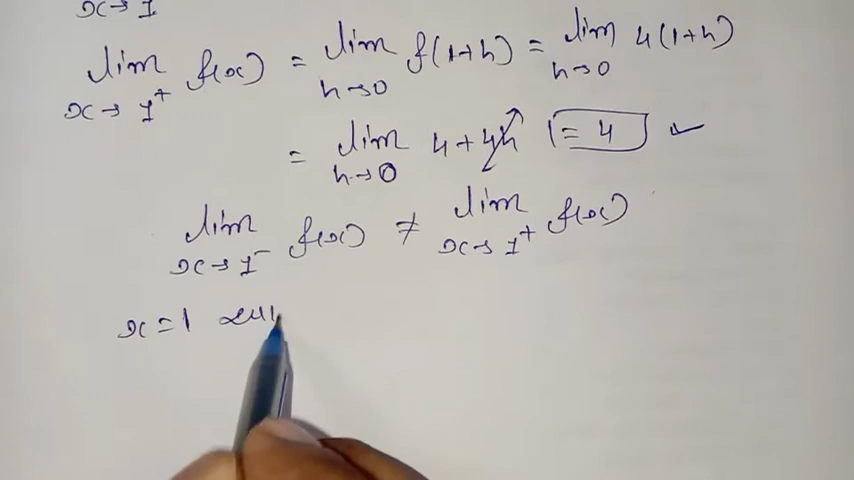 x→1
lim x→1⁺ f(x) = lim h→0 f(1+h) = lim h→0 4(1+h)
= lim h→0 4+4h = 4 ✓
lim x→1⁻ f(x) ≠ lim x→1⁺ f(x)
x=1